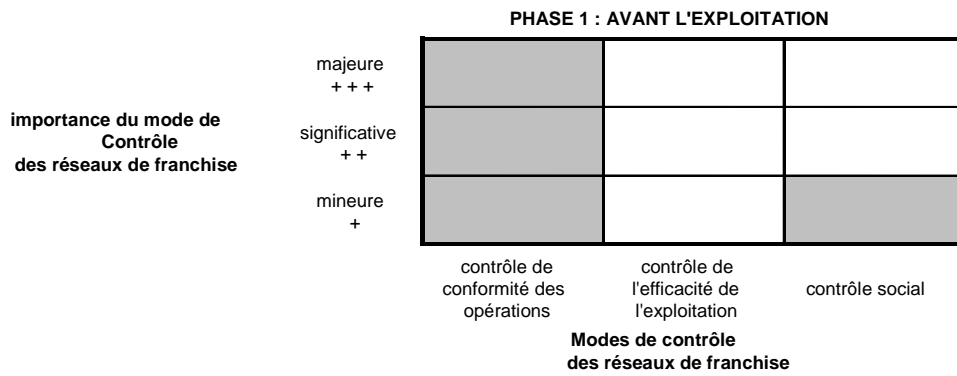 PHASE 1 : AVANT L'EXPLOITATION
majeure
+ + +
importance du mode de
Contrôle
des réseaux de franchise
significative
+ +
mineure
+
contrôle de
conformité des
opérations
contrôle de
l'efficacité de
l'exploitation
contrôle social
Modes de contrôle
des réseaux de franchise